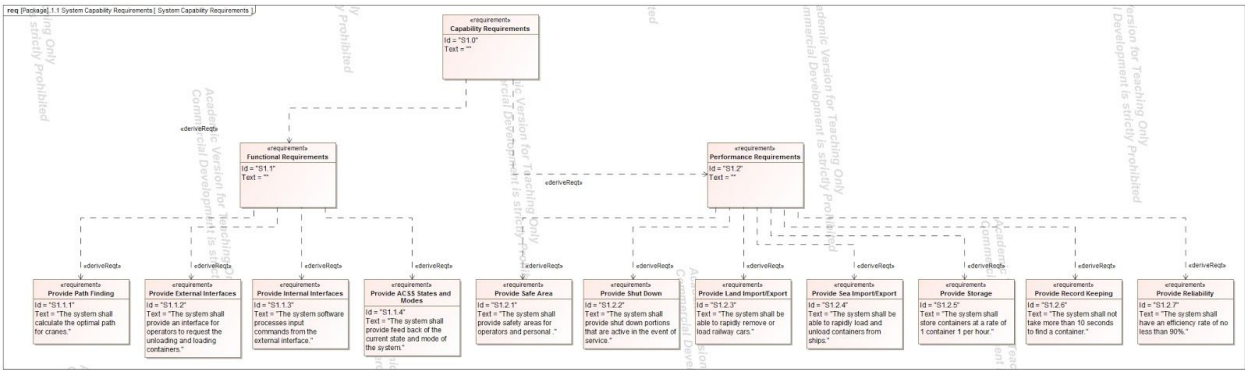 req [Package] 1.1 System Capability Requirements [ System Capability Requirements ]
«requirement»
Capability Requirements
Id = "S1.0"
Text = ""
«deriveReqt»
«requirement»
Functional Requirements
Id = "S1.1"
Text = ""
«deriveReqt»
«requirement»
Performance Requirements
Id = "S1.2"
Text = ""
«deriveReqt»
«deriveReqt»
«deriveReqt»
«deriveReqt»
«deriveReqt»
«deriveReqt»
«deriveReqt»
«deriveReqt»
«deriveReqt»
«deriveReqt»
«deriveReqt»
«requirement»
Provide Path Finding
Id = "S1.1.1"
Text = "The system shall
calculate the optimal path
for cranes."
«requirement»
Provide External Interfaces
Id = "S1.1.2"
Text = "The system shall
provide an interface for
operators to request the
unloading and loading
containers."
«requirement»
Provide Internal Interfaces
Id = "S1.1.3"
Text = "The system software
processes input
commands from the
external interface."
«requirement»
Provide ACSS States and
Modes
Id = "S1.1.4"
Text = "The system shall
provide feed back of the
current state and mode of
the system."
«requirement»
Provide Safe Area
Id = "S1.2.1"
Text = "The system shall
provide safety areas for
operators and personal ."
«requirement»
Provide Shut Down
Id = "S1.2.2"
Text = "The system shall
provide shut down portions
that are active in the event of
service."
«requirement»
Provide Land Import/Export
Id = "S1.2.3"
Text = "The system shall be
able to rapidly remove or
load railway cars."
«requirement»
Provide Sea Import/Export
Id = "S1.2.4"
Text = "The system shall be
able to rapidly load and
unload containers from
ships."
«requirement»
Provide Storage
Id = "S1.2.5"
Text = "The system shall
store containers at a rate of
1 container 1 per hour."
«requirement»
Provide Record Keeping
Id = "S1.2.6"
Text = "The system shall not
take more than 10 seconds
to find a container."
«requirement»
Provide Reliability
Id = "S1.2.7"
Text = "The system shall
have an efficiency rate of no
less than 90%."
Academic Version for Teaching Only
Commercial Development is strictly Prohibited